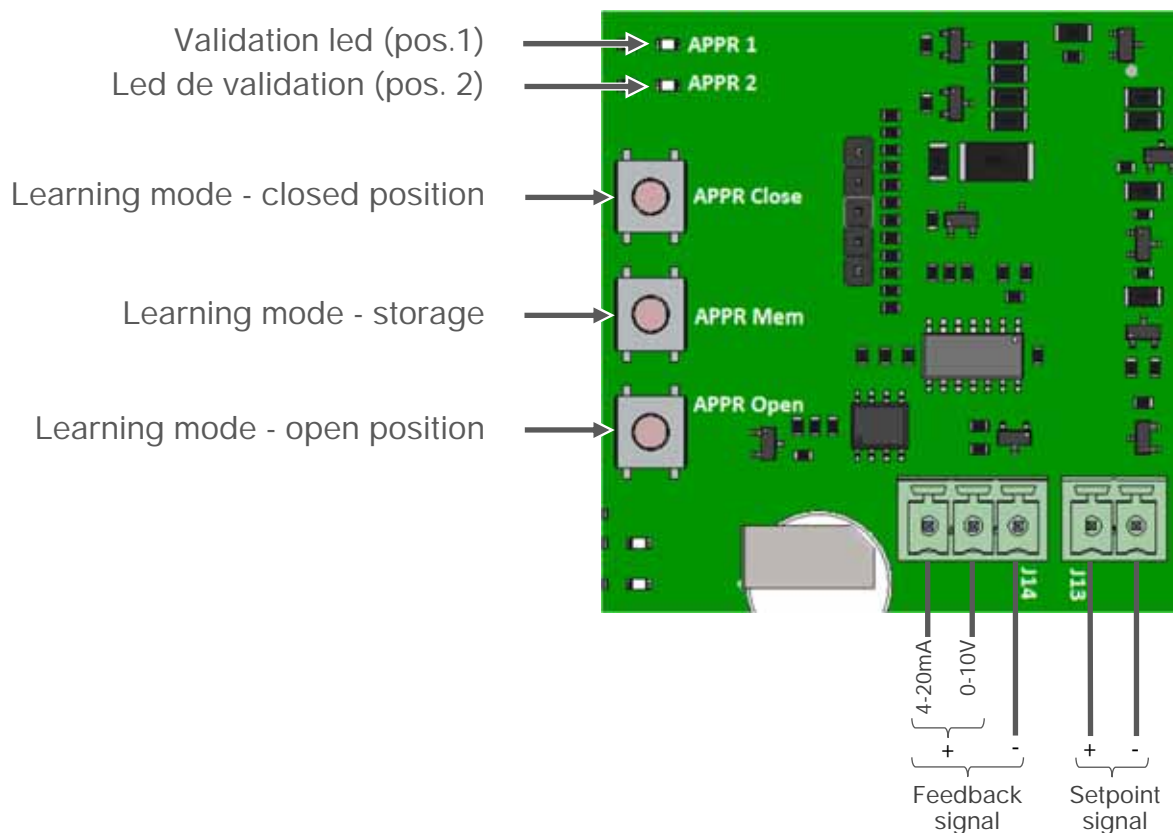 Validation led (pos.1)
APPR 1
Led de validation (pos. 2)
APPR 2
Learning mode - closed position
APPR Close
Learning mode - storage
APPR Mem
Learning mode - open position
APPR Open
J14
J13
4-20mA
0-10V
+
-
+
-
Feedback
signal
Setpoint
signal